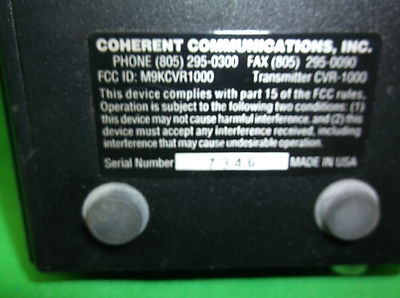 COHERENT COMMUNICATIONS, INC.
PHONE (805) 295-0300 FAX (805) 295-0090
FCC ID: M9KCVR1000 Transmitter CVR-1000
This device complies with part 15 of the FCC rules.
Operation is subject to the following two conditions: (1)
this device may not cause harmful interference, and (2) this
device must accept any interference received, including
interference that may cause undesirable operation.
Serial Number 7346 MADE IN USA